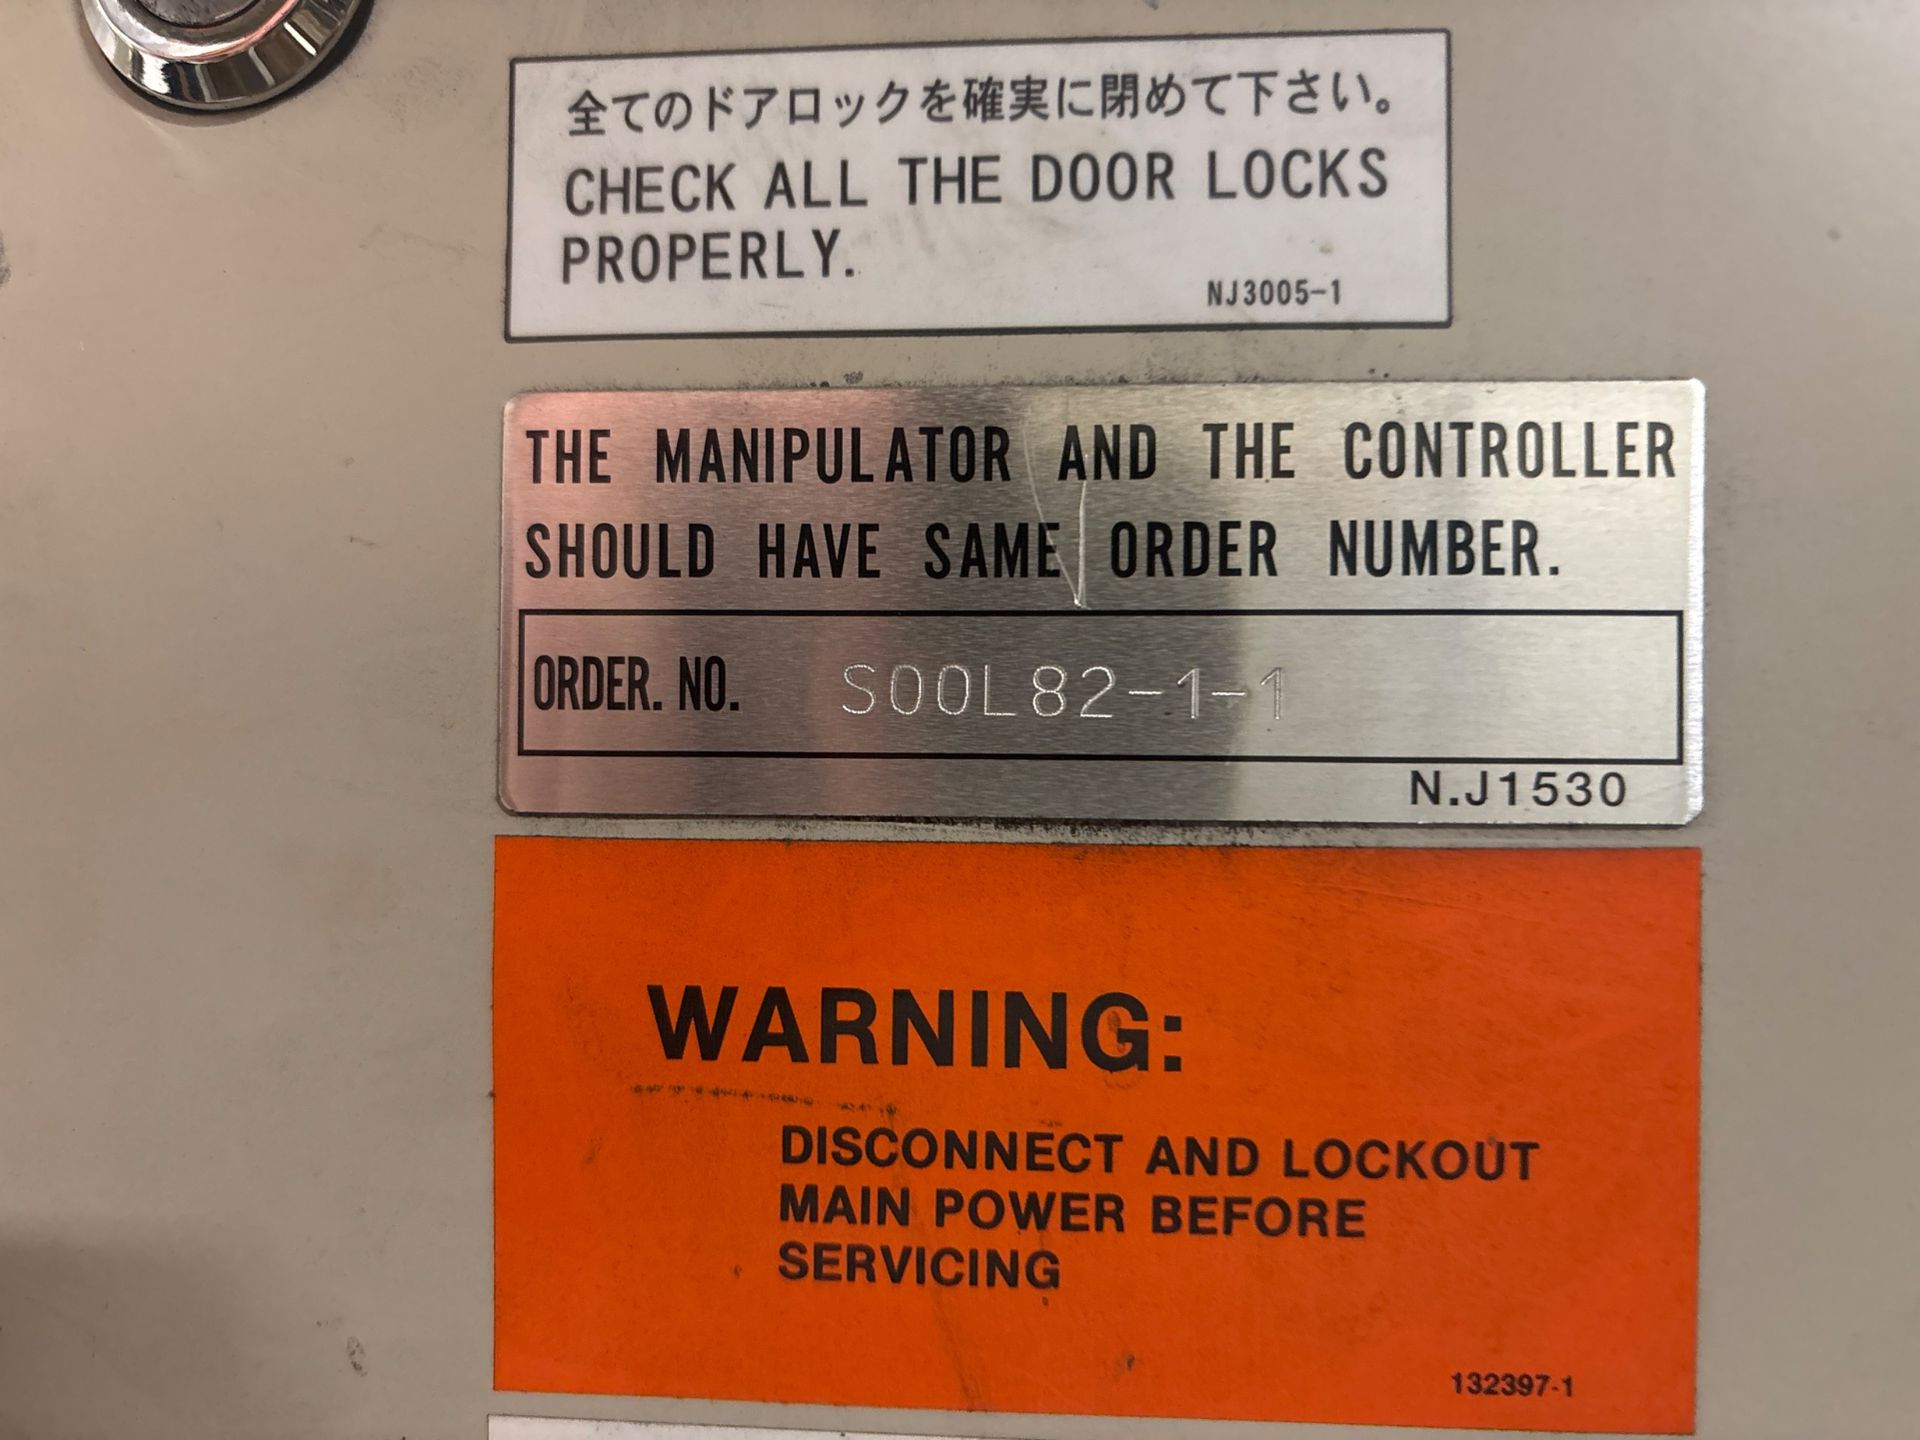 全てのドアロックを確実に閉めて下さい。
CHECK ALL THE DOOR LOCKS
PROPERLY.
NJ3005-1
THE MANIPULATOR AND THE CONTROLLER
SHOULD HAVE SAME ORDER NUMBER.
ORDER. NO. S00L82-1-1
N.J1530
WARNING:
DISCONNECT AND LOCKOUT
MAIN POWER BEFORE
SERVICING
132397-1